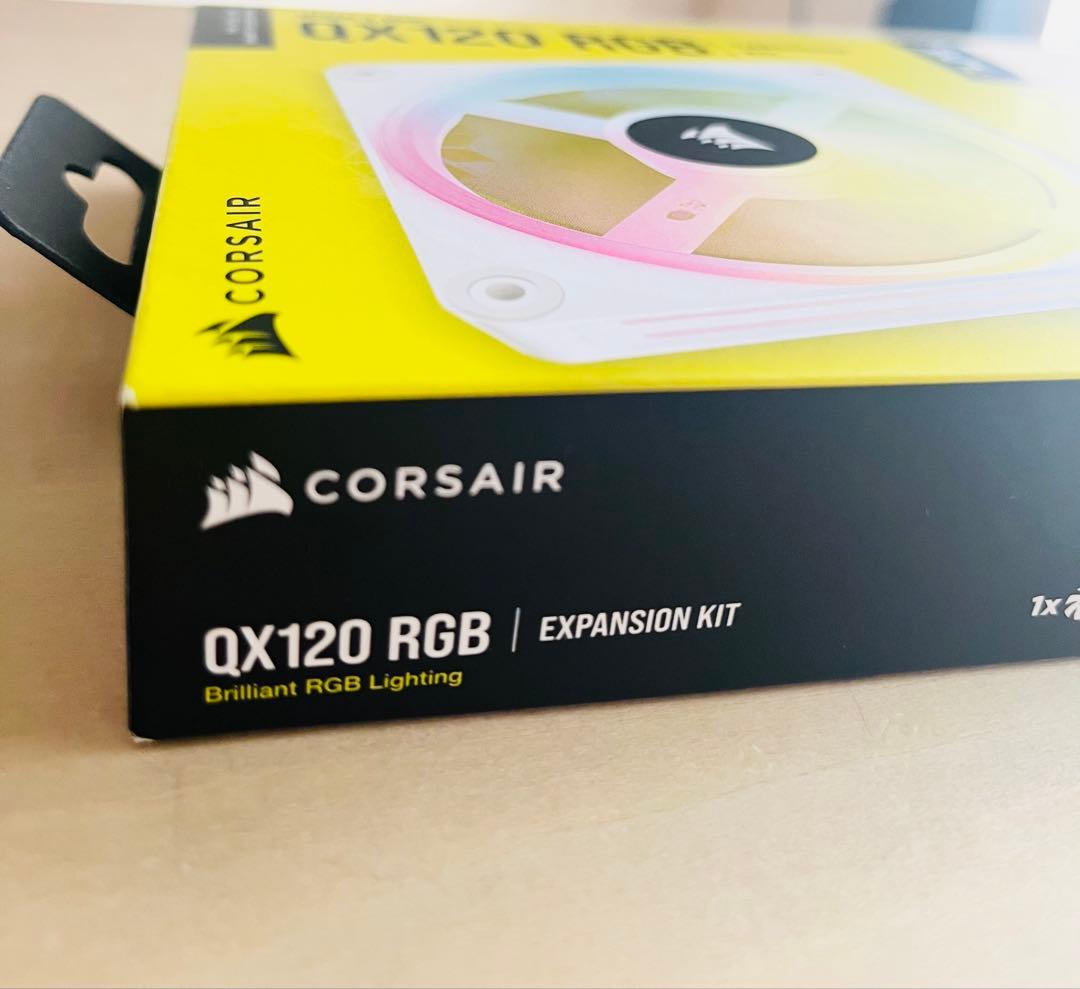 QX120 RGB
CORSAIR
CORSAIR
QX120 RGB | EXPANSION KIT
Brilliant RGB Lighting
1x